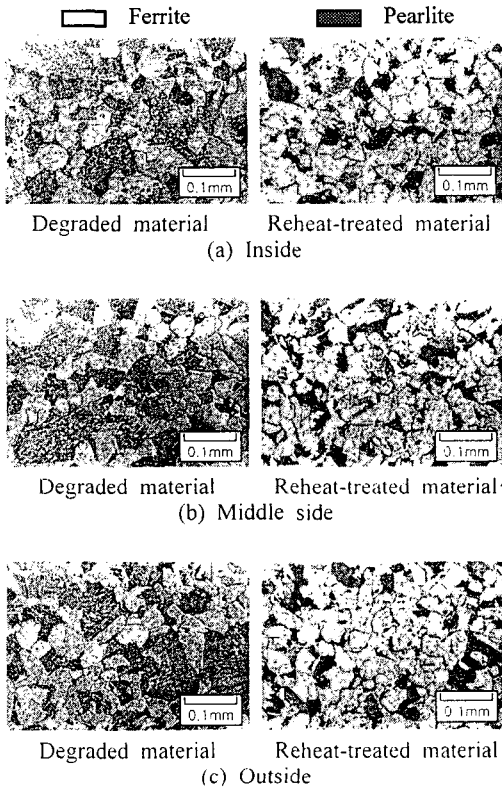 Ferrite Pearlite
0.1mm 0.1mm
Degraded material Reheat-treated material
(a) Inside
0.1mm 0.1mm
Degraded material Reheat-treated material
(b) Middle side
0.1mm 0.1mm
Degraded material Reheat-treated material
(c) Outside